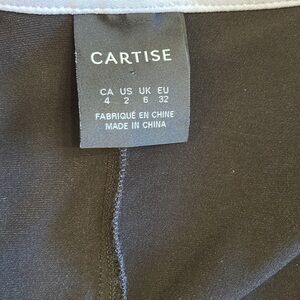 CARTISE
CA US UK EU
4 2 6 32
FABRIQUÉ EN CHINE
MADE IN CHINA